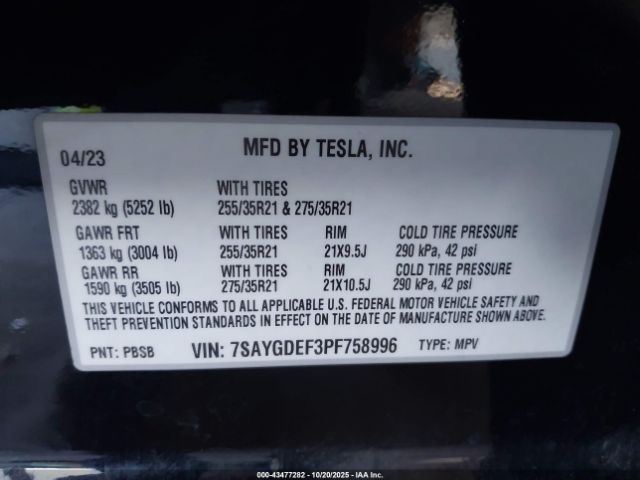 04/23 MFD BY TESLA, INC.
GVWR WITH TIRES
2382 kg (5252 lb) 255/35R21 & 275/35R21
GAWR FRT WITH TIRES RIM COLD TIRE PRESSURE
1363 kg (3004 lb) 255/35R21 21X9.5J 290 kPa, 42 psi
GAWR RR WITH TIRES RIM COLD TIRE PRESSURE
1590 kg (3505 lb) 275/35R21 21X10.5J 290 kPa, 42 psi
THIS VEHICLE CONFORMS TO ALL APPLICABLE U.S. FEDERAL MOTOR VEHICLE SAFETY AND
THEFT PREVENTION STANDARDS IN EFFECT ON THE DATE OF MANUFACTURE SHOWN ABOVE.
PNT: PBSB VIN: 7SAYGDEF3PF758996 TYPE: MPV
000-43477282 - 10/20/2025 - IAA Inc.